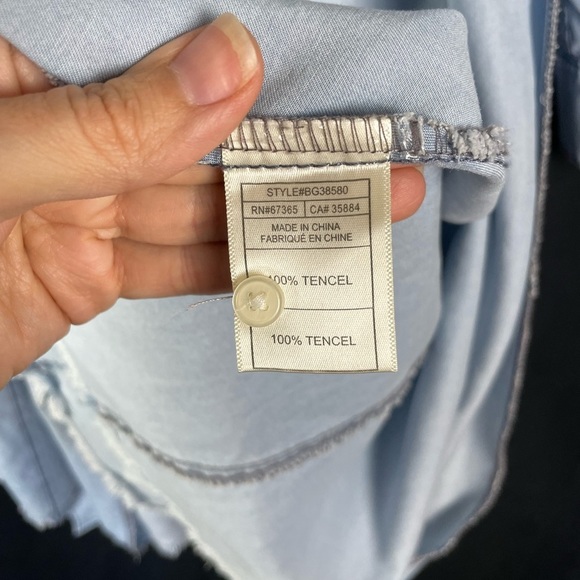 STYLE#BG38580
RN#67365 CA# 35884
MADE IN CHINA
FABRIQUÉ EN CHINE
100% TENCEL
100% TENCEL